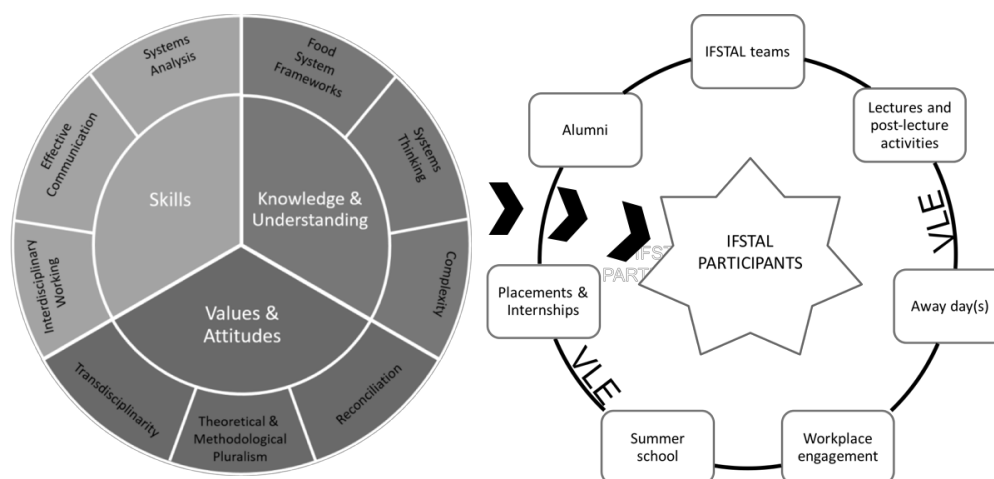 Systems
Analysis
Food
System
Frameworks
Effective
Communication
Systems
Thinking
Skills
Knowledge &
Understanding
Interdisciplinary
Working
Complexity
Values &
Attitudes
Transdisciplinarity
Theoretical &
Methodological
Pluralism
Reconciliation
IFSTAL teams
Alumni
Lectures and
post-lecture
activities
VLE
IFSTAL
PARTICIPANTS
IFS
PARTI
Placements &
Internships
Away day(s)
VLE
Summer
school
Workplace
engagement